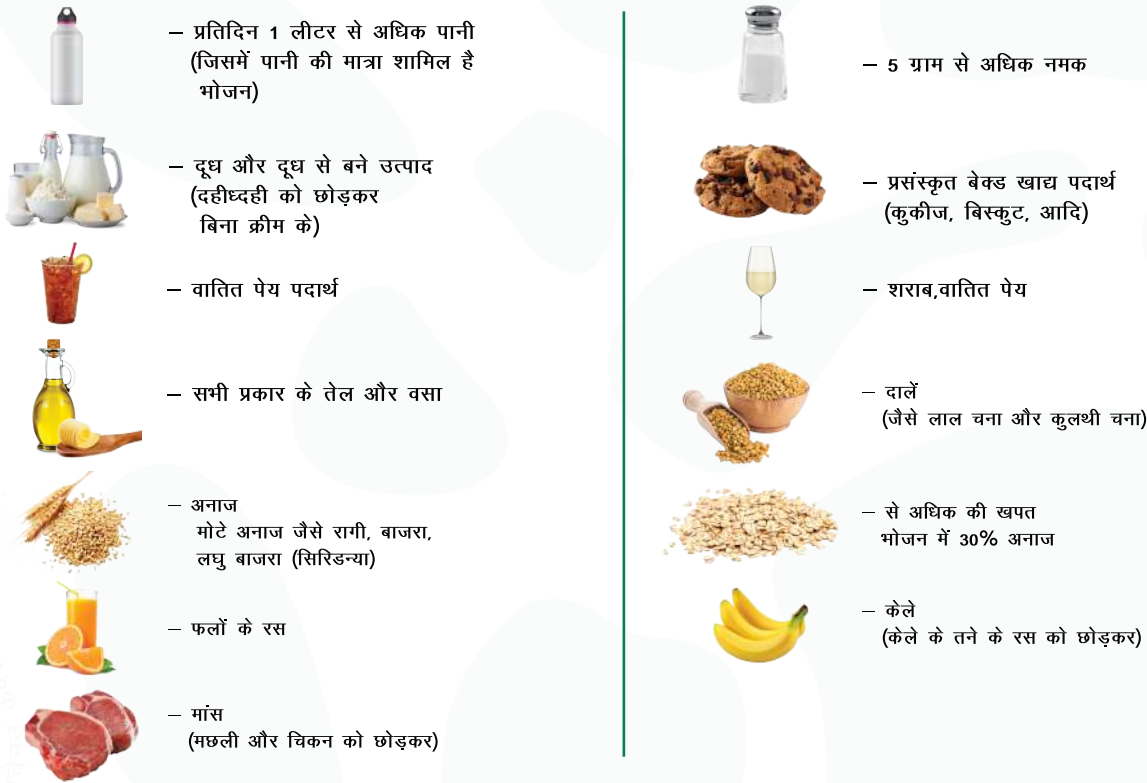 – प्रतिदिन 1 लीटर से अधिक पानी
(जिसमें पानी की मात्रा शामिल है
भोजन)
– दूध और दूध से बने उत्पाद
(दहीध्दही को छोड़कर
बिना क्रीम के)
– वातित पेय पदार्थ
– सभी प्रकार के तेल और वसा
– अनाज
मोटे अनाज जैसे रागी, बाजरा,
लघु बाजरा (सिरिडन्या)
– फलों के रस
– मांस
(मछली और चिकन को छोड़कर)
– 5 ग्राम से अधिक नमक
– प्रसंस्कृत बेक्ड खाद्य पदार्थ
(कुकीज, बिस्कुट, आदि)
– शराब,वातित पेय
– दालें
(जैसे लाल चना और कुलथी चना)
– से अधिक की खपत
भोजन में 30% अनाज
– केले
(केले के तने के रस को छोड़कर)